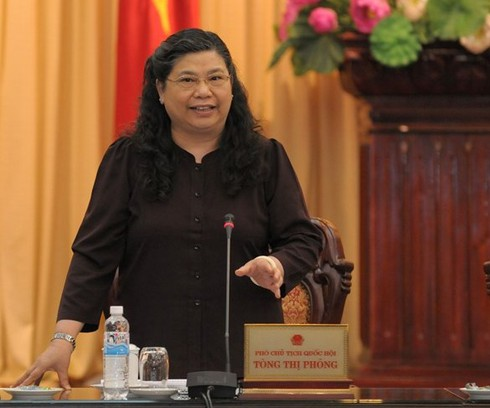 PHÓ CHỦ TỊCH QUỐC HỘI
TÒNG THỊ PHÓNG